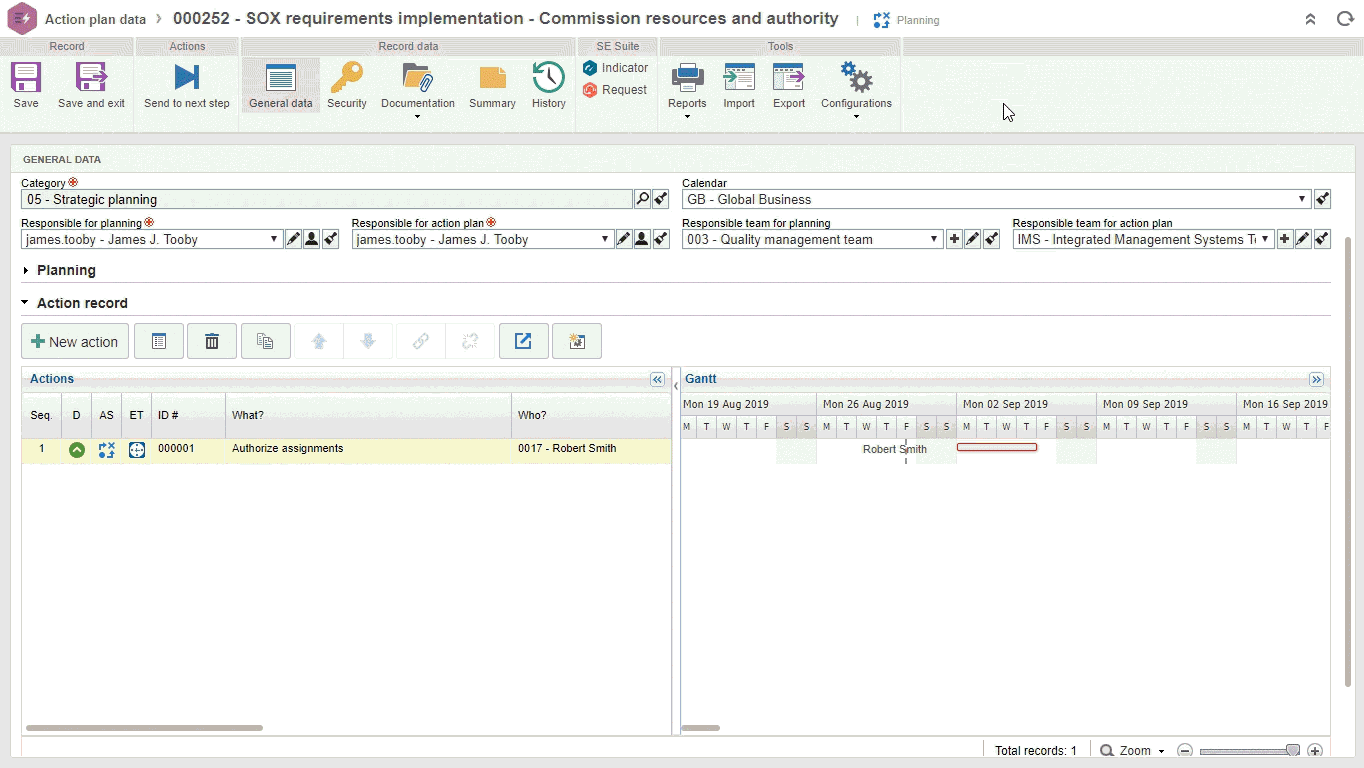 Action plan data › 000252 - SOX requirements implementation - Commission resources and authority | Planning
Record Actions Record data SE Suite Tools
Save Save and exit Send to next step General data Security Documentation Summary History Indicator Request Reports Import Export Configurations
GENERAL DATA
Category Calendar
05 - Strategic planning GB - Global Business
Responsible for planning Responsible for action plan Responsible team for planning Responsible team for action plan
james.tooby - James J. Tooby james.tooby - James J. Tooby 003 - Quality management team IMS - Integrated Management Systems
Planning
Action record
New action
Actions Gantt
Mon 19 Aug 2019 Mon 26 Aug 2019 Mon 02 Sep 2019 Mon 09 Sep 2019 Mon 16 Sep 2019
Seq. D AS ET ID # What? Who?
M T W T F S S M T W T F S S M T W T F S S M T W T F S S M T W T F
1 000001 Authorize assignments 0017 - Robert Smith Robert Smith
Total records: 1 Zoom